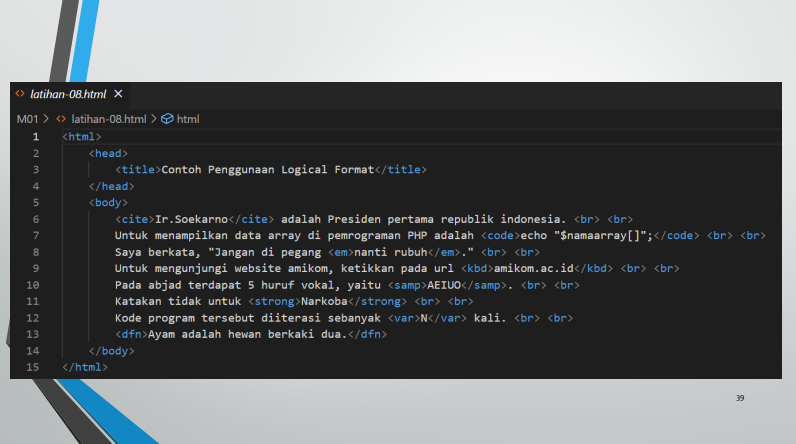 latihan-08.html
M01 > latihan-08.html > html
1 <html>
2 <head>
3 <title>Contoh Penggunaan Logical Format</title>
4 </head>
5 <body>
6 <cite>Ir.Soekarno</cite> adalah Presiden pertama republik indonesia. <br> <br>
7 Untuk menampilkan data array di pemrograman PHP adalah <code>echo "$namaarray[]";</code> <br> <br>
8 Saya berkata, "Jangan di pegang <em>nanti rubuh</em>." <br> <br>
9 Untuk mengunjungi website amikom, ketikkan pada url <kbd>amikom.ac.id</kbd> <br> <br>
10 Pada abjad terdapat 5 huruf vokal, yaitu <samp>AEIUO</samp>. <br> <br>
11 Katakan tidak untuk <strong>Narkoba</strong> <br> <br>
12 Kode program tersebut diiterasi sebanyak <var>N</var> kali. <br> <br>
13 <dfn>Ayam adalah hewan berkaki dua.</dfn>
14 </body>
15 </html>
39